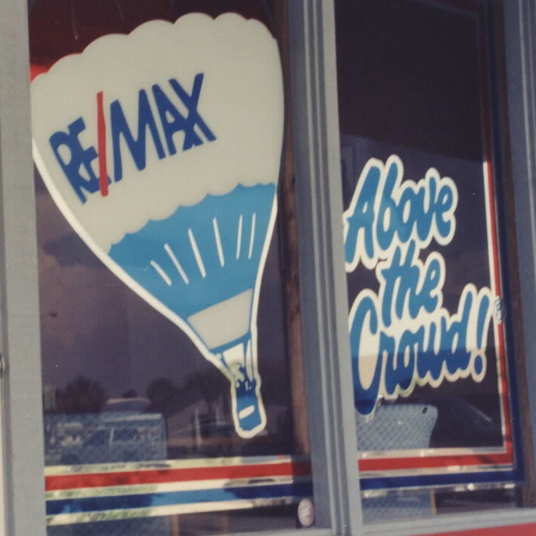 RE/MAX
Above
the
Crowd!®